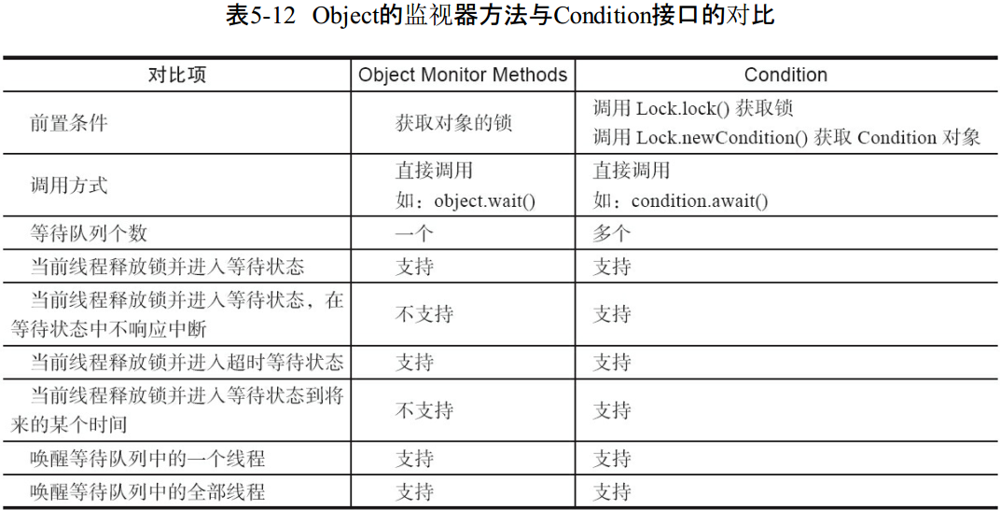 表5-12 Object的监视器方法与Condition接口的对比
对比项 Object Monitor Methods Condition
前置条件 获取对象的锁 调用 Lock.lock() 获取锁
调用 Lock.newCondition() 获取 Condition 对象
调用方式 直接调用 直接调用
如：object.wait() 如：condition.await()
等待队列个数 一个 多个
当前线程释放锁并进入等待状态 支持 支持
当前线程释放锁并进入等待状态，在
等待状态中不响应中断 不支持 支持
当前线程释放锁并进入超时等待状态 支持 支持
当前线程释放锁并进入等待状态到将
来的某个时间 不支持 支持
唤醒等待队列中的一个线程 支持 支持
唤醒等待队列中的全部线程 支持 支持